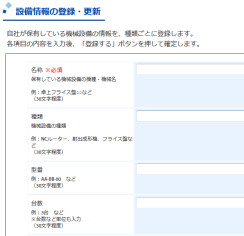 設備情報の登録・更新
自社が保有している機械設備の情報を、種類ごとに登録します。
各項目の内容を入力後、「登録する」ボタンを押して確定します。
名称 ※必須
保有している機械設備の機種・機械名
例：卓上フライス盤○○など
（30文字程度）
種類
機械設備の種類
例：NCルーター、射出成形機、フライス盤な
ど
（30文字程度）
型番
例：AA-BB-00　など
（30文字程度）
台数
例：3台　など
※台数など単位も入力
（30文字程度）